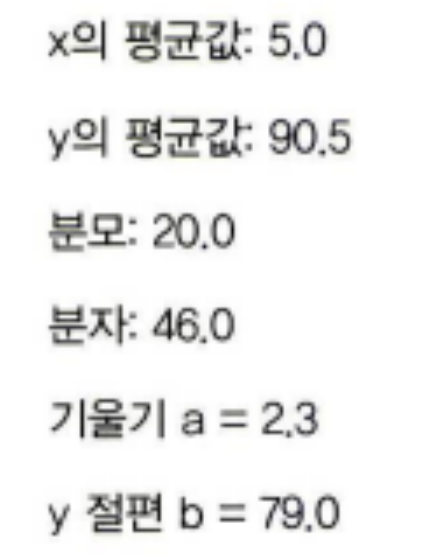 x의 평균값: 5.0
y의 평균값: 90.5
분모: 20.0
분자: 46.0
기울기 a = 2.3
y 절편 b = 79.0